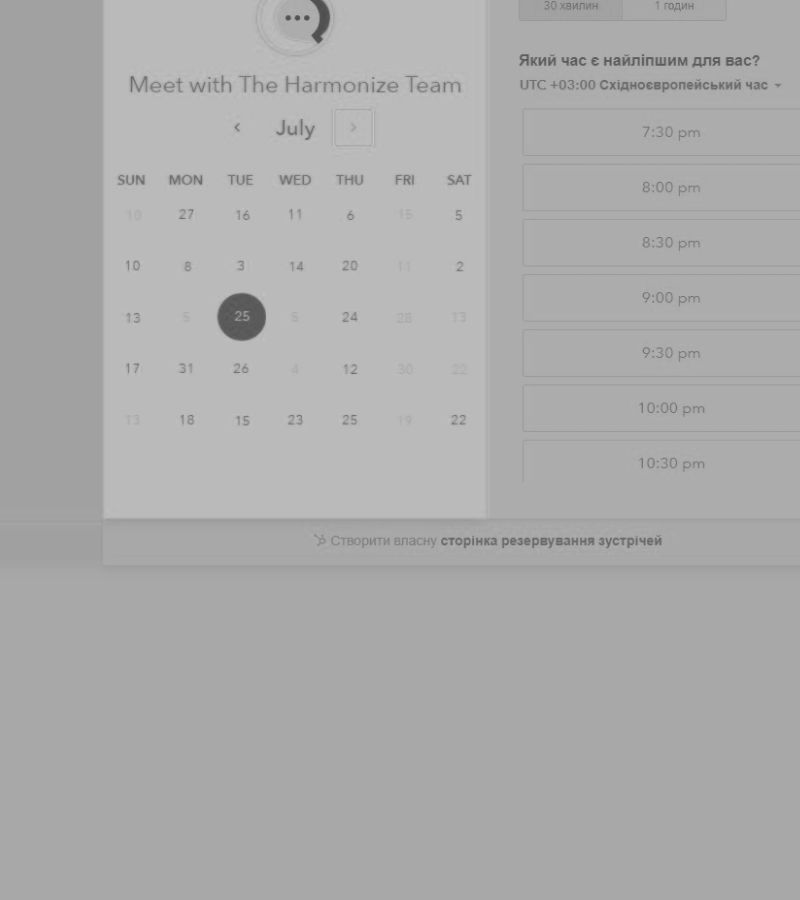 30 хвилин 1 годин
Meet with The Harmonize Team
July
SUN MON TUE WED THU FRI SAT
10 27 16 11 6 15 5
10 8 3 14 20 11 2
13 5 25 5 24 28 13
17 31 26 4 12 30 22
13 18 15 23 25 19 22
Який час є найліпшим для вас?
UTC +03:00 Східноєвропейський час
7:30 pm
8:00 pm
8:30 pm
9:00 pm
9:30 pm
10:00 pm
10:30 pm
Створити власну сторінка резервування зустрічей